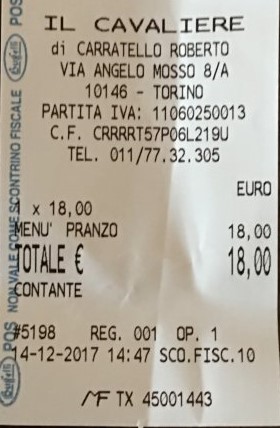 IL CAVALIERE
di CARRATELLO ROBERTO
VIA ANGELO MOSSO 8/A
10146 - TORINO
PARTITA IVA: 11060250013
C.F. CRRRRT57P06L219U
TEL. 011/77.32.305
EURO
1 x 18,00
MENU' PRANZO 18,00
TOTALE € 18,00
CONTANTE
#5198 REG. 001 OP. 1
14-12-2017 14:47 SCO.FISC.10
MF TX 45001443
POS NON VALE COME SCONTRINO FISCALE POS